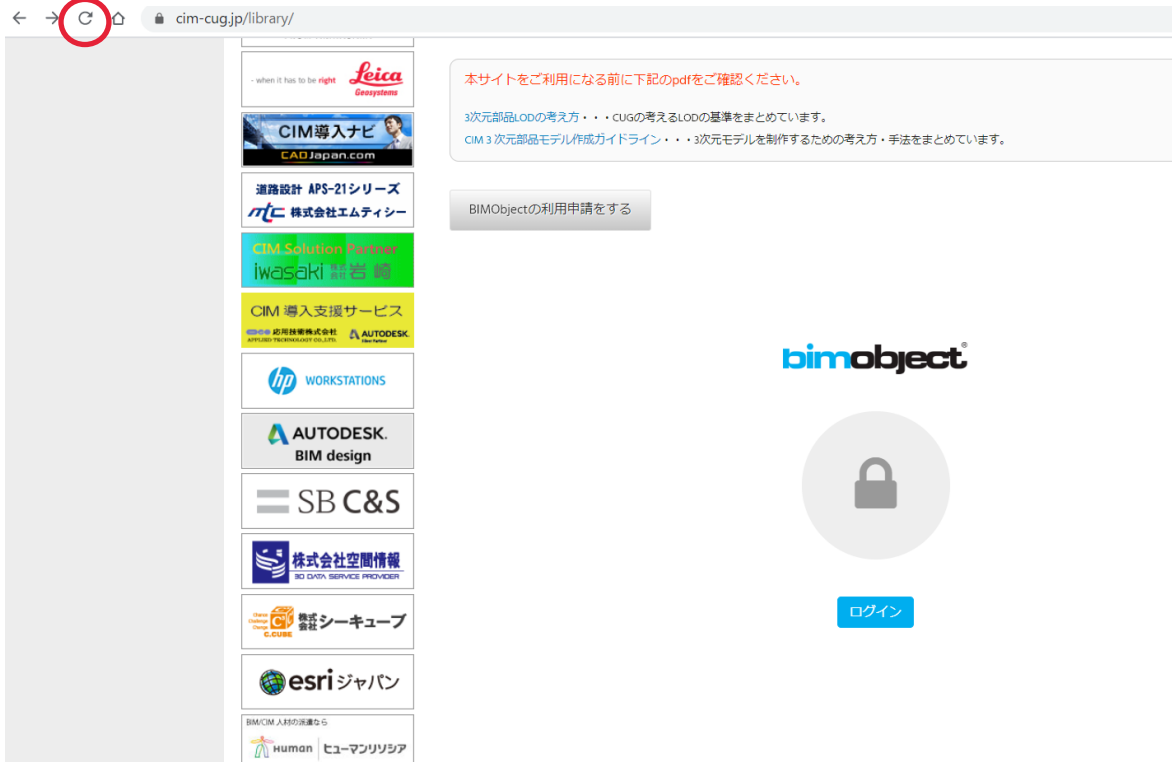 cim-cug.jp/library/
- when it has to be right
Leica
Geosystems
CIM導入ナビ
CADJapan.com
道路設計 APS-21シリーズ
mtc 株式会社エムティシー
CIM Solution Partner
iwasaki 株式会社 岩崎
CIM 導入支援サービス
応用技術株式会社
APPLIED TECHNOLOGY CO.,LTD.
AUTODESK.
hp WORKSTATIONS
AUTODESK.
BIM design
SB C&S
株式会社空間情報
3D DATA SERVICE PROVIDER
株式会社シーキューブ
C.CUBE
esriジャパン
BM/CIM 人材の派遣なら
Human ヒューマンリソシア
本サイトをご利用になる前に下記のpdfをご確認ください。
3次元部品LODの考え方・・・CUGの考えるLODの基準をまとめています。
CIM 3 次元部品モデル作成ガイドライン・・・3次元モデルを制作するための考え方・手法をまとめています。
BIMObjectの利用申請をする
bimobject®
ログイン